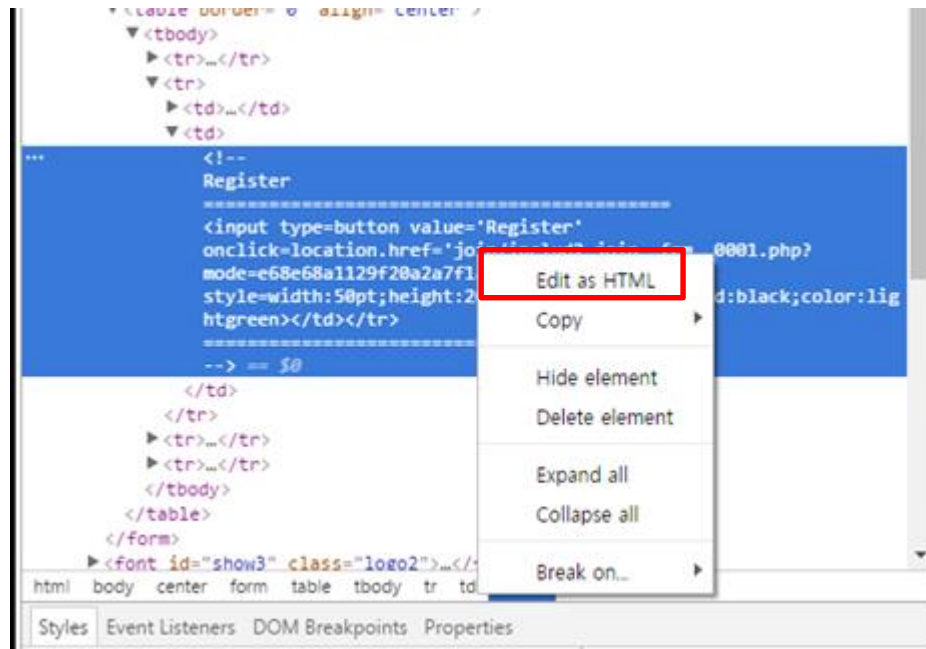 <table border="0" align="center">
▼<tbody>
▶<tr>…</tr>
▼<tr>
▶<td>…</td>
▼<td>
<!--
Register
===========================================
<input type=button value='Register'
onclick=location.href='jo 0001.php?
mode=e68e68a1129f20a2a7f1
style=width:50pt;height:2 d:black;color:lig
htgreen></td></tr>
=========================
--> == $0
</td>
</tr>
▶<tr>…</tr>
▶<tr>…</tr>
</tbody>
</table>
</form>
▶<font id="show3" class="logo2">…</
Edit as HTML
Copy
Hide element
Delete element
Expand all
Collapse all
Break on...
html body center form table tbody tr td
Styles Event Listeners DOM Breakpoints Properties